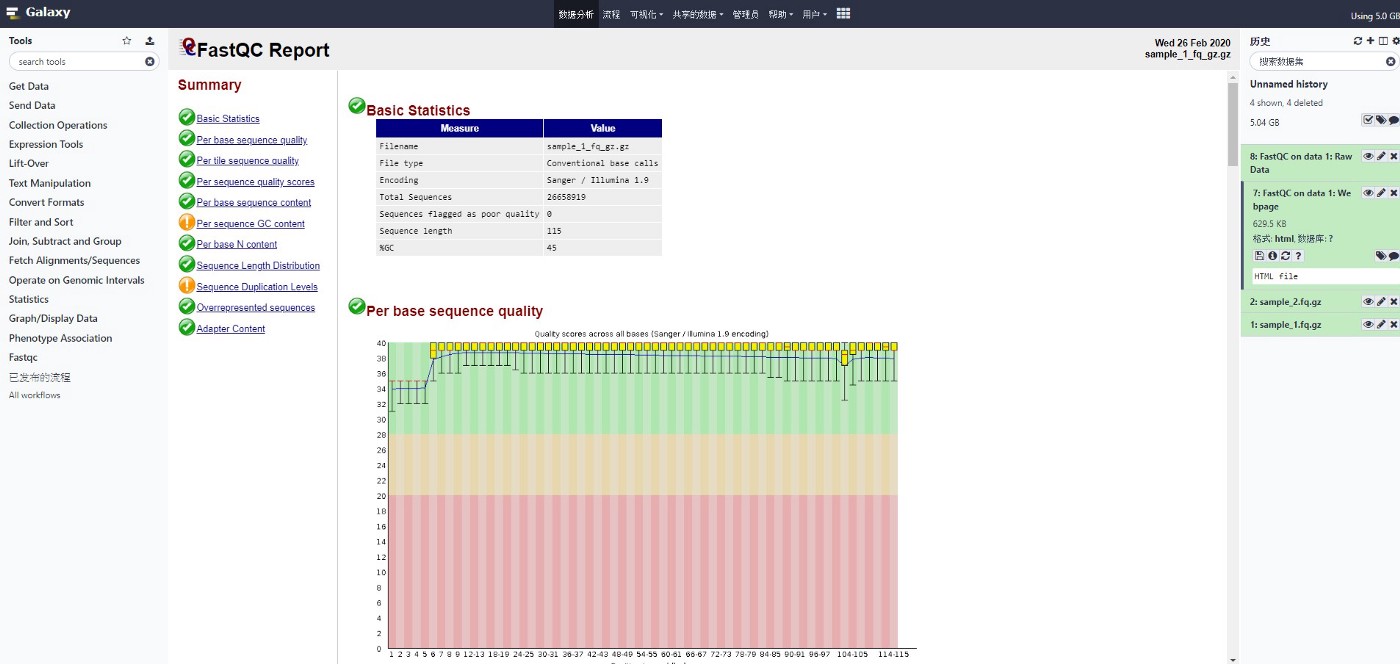 Galaxy
数据分析 流程 可视化 共享的数据 管理员 帮助 用户
Using 5.0 GB
Tools
search tools
Get Data
Send Data
Collection Operations
Expression Tools
Lift-Over
Text Manipulation
Convert Formats
Filter and Sort
Join, Subtract and Group
Fetch Alignments/Sequences
Operate on Genomic Intervals
Statistics
Graph/Display Data
Phenotype Association
Fastqc
已发布的流程
All workflows
FastQC Report
Wed 26 Feb 2020
sample_1_fq_gz.gz
Summary
Basic Statistics
Per base sequence quality
Per tile sequence quality
Per sequence quality scores
Per base sequence content
Per sequence GC content
Per base N content
Sequence Length Distribution
Sequence Duplication Levels
Overrepresented sequences
Adapter Content
Basic Statistics
Measure Value
Filename sample_1_fq_gz.gz
File type Conventional base calls
Encoding Sanger / Illumina 1.9
Total Sequences 26658919
Sequences flagged as poor quality 0
Sequence length 115
%GC 45
Per base sequence quality
Quality scores across all bases (Sanger / Illumina 1.9 encoding)
40
38
36
34
32
30
28
26
24
22
20
18
16
14
12
10
8
6
4
2
0
1 2 3 4 5 6 7 8 9 12-13 18-19 24-25 30-31 36-37 42-43 48-49 54-55 60-61 66-67 72-73 78-79 84-85 90-91 96-97 104-105 114-115
历史
搜索数据集
Unnamed history
4 shown, 4 deleted
5.04 GB
8: FastQC on data 1: Raw
Data
7: FastQC on data 1: We
bpage
629.5 KB
格式: html, 数据库: ?
HTML file
2: sample_2.fq.gz
1: sample_1.fq.gz